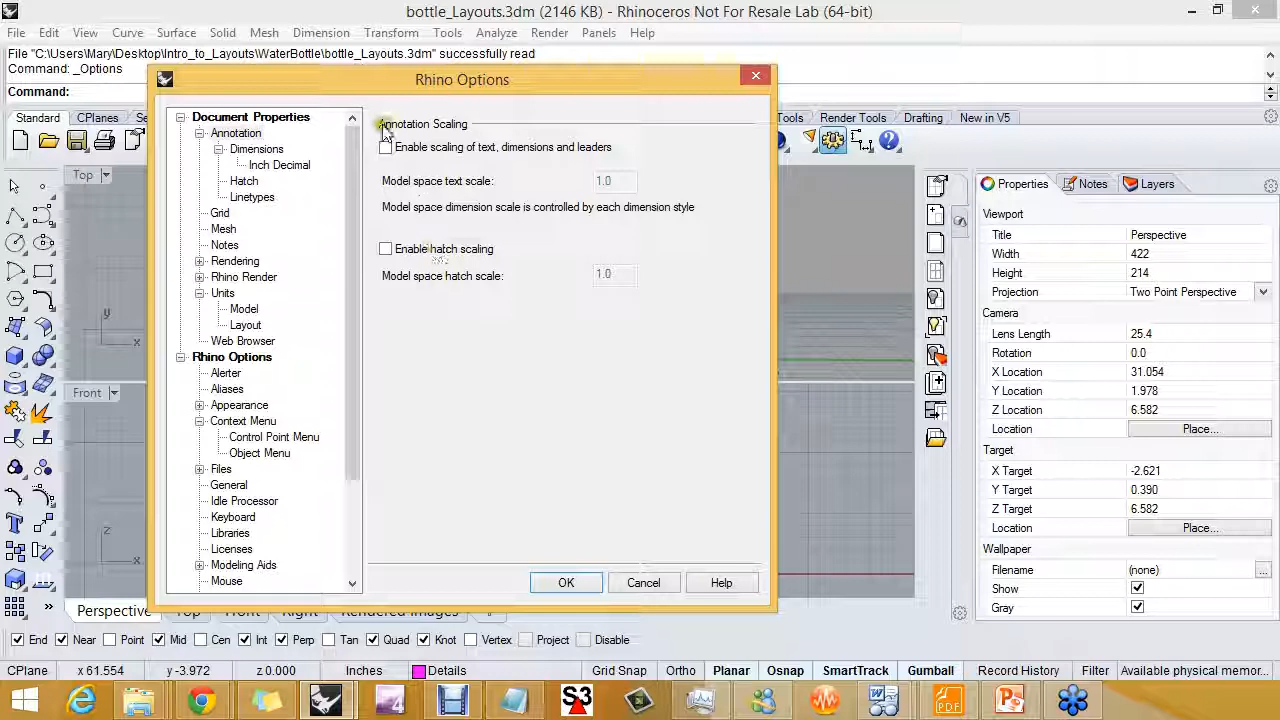 bottle_Layouts.3dm (2146 KB) - Rhinoceros Not For Resale Lab (64-bit)
File Edit View Curve Surface Solid Mesh Dimension Transform Tools Analyze Render Panels Help
File "C:\Users\Mary\Desktop\Intro_to_Layouts\WaterBottle\bottle_Layouts.3dm" successfully read
Command: _Options
Command:
Rhino Options
Standard CPlanes Tools Render Tools Drafting New in V5
Document Properties
Annotation
Dimensions
Inch Decimal
Hatch
Linetypes
Grid
Mesh
Notes
Rendering
Rhino Render
Units
Model
Layout
Web Browser
Rhino Options
Alerter
Aliases
Appearance
Context Menu
Control Point Menu
Object Menu
Files
General
Idle Processor
Keyboard
Libraries
Licenses
Modeling Aids
Mouse
Annotation Scaling
Enable scaling of text, dimensions and leaders
Model space text scale: 1.0
Model space dimension scale is controlled by each dimension style
Enable hatch scaling
Model space hatch scale: 1.0
OK Cancel Help
Top
y
x
Front
z
x
Properties Notes Layers
Viewport
Title Perspective
Width 422
Height 214
Projection Two Point Perspective
Camera
Lens Length 25.4
Rotation 0.0
X Location 31.054
Y Location 1.978
Z Location 6.582
Location Place...
Target
X Target -2.621
Y Target 0.390
Z Target 6.582
Location Place...
Wallpaper
Filename (none) ...
Show
Gray
Perspective Top Front Right Rendered Images
End Near Point Mid Cen Int Perp Tan Quad Knot Vertex Project Disable
CPlane x 61.554 y -3.972 z 0.000 Inches Details Grid Snap Ortho Planar Osnap SmartTrack Gumball Record History Filter Available physical memor...